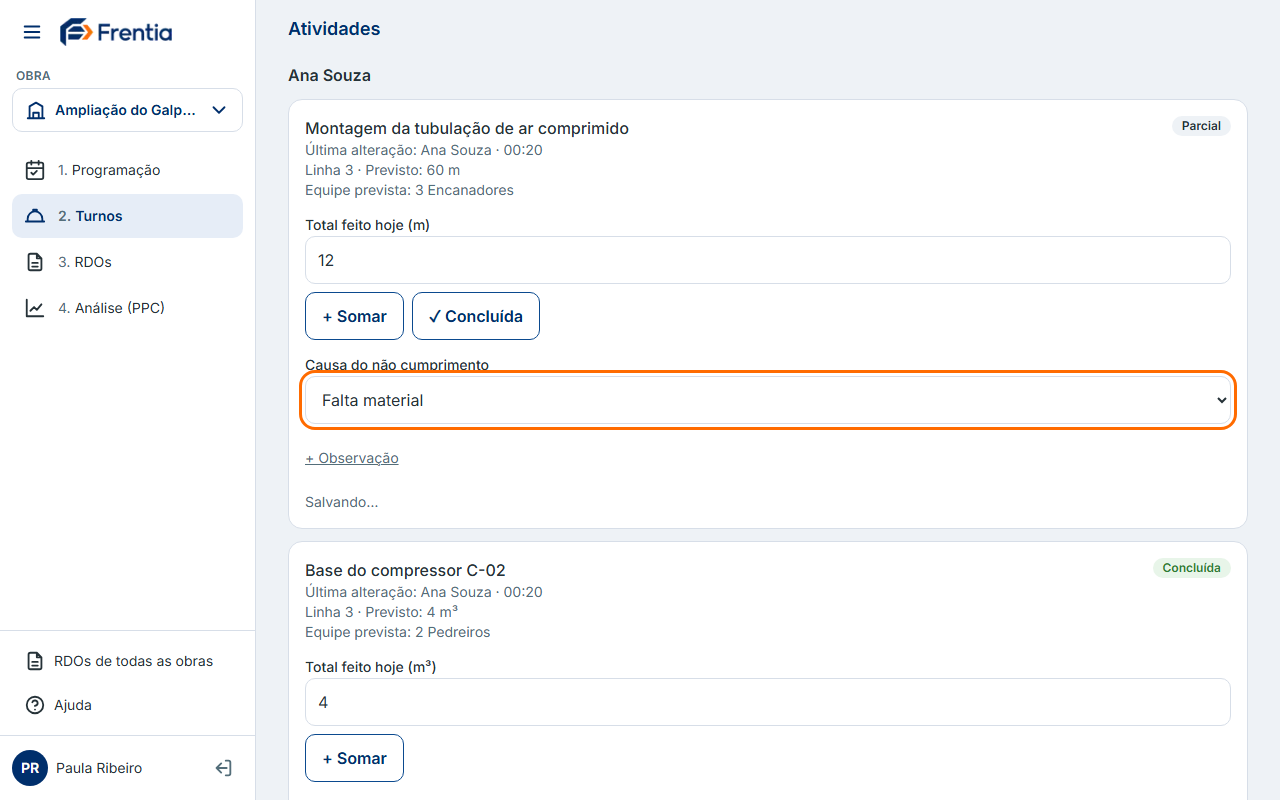 Frentia
OBRA
Ampliação do Galp...
1. Programação
2. Turnos
3. RDOs
4. Análise (PPC)
RDOs de todas as obras
Ajuda
PR
Paula Ribeiro
Atividades
Ana Souza
Montagem da tubulação de ar comprimido
Parcial
Última alteração: Ana Souza · 00:20
Linha 3 · Previsto: 60 m
Equipe prevista: 3 Encanadores
Total feito hoje (m)
12
+ Somar
✓ Concluída
Causa do não cumprimento
Falta material
+ Observação
Salvando...
Base do compressor C-02
Concluída
Última alteração: Ana Souza · 00:20
Linha 3 · Previsto: 4 m³
Equipe prevista: 2 Pedreiros
Total feito hoje (m³)
4
+ Somar